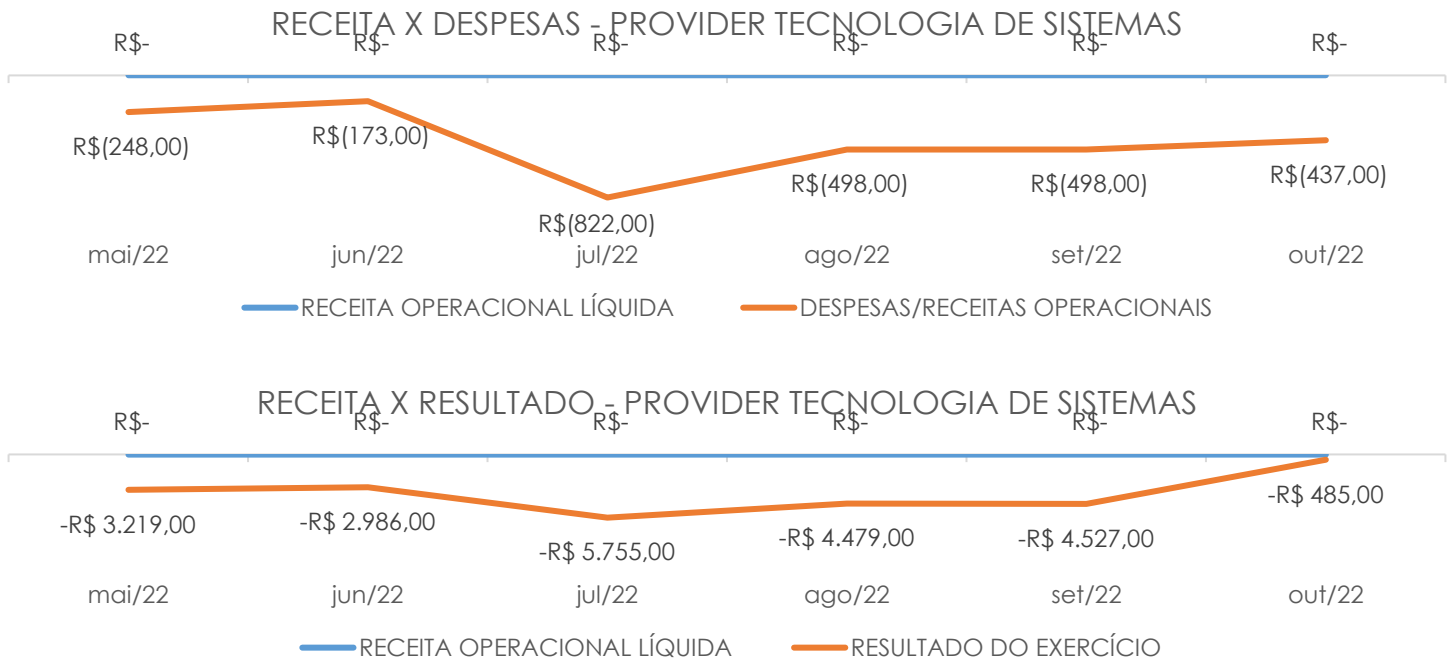 RECEITA X DESPESAS - PROVIDER TECNOLOGIA DE SISTEMAS
R$- R$- R$- R$- R$- R$-
R$(248,00) R$(173,00) R$(822,00) R$(498,00) R$(498,00) R$(437,00)
mai/22 jun/22 jul/22 ago/22 set/22 out/22
RECEITA OPERACIONAL LÍQUIDA DESPESAS/RECEITAS OPERACIONAIS
RECEITA X RESULTADO - PROVIDER TECNOLOGIA DE SISTEMAS
R$- R$- R$- R$- R$- R$-
-R$ 3.219,00 -R$ 2.986,00 -R$ 5.755,00 -R$ 4.479,00 -R$ 4.527,00 -R$ 485,00
mai/22 jun/22 jul/22 ago/22 set/22 out/22
RECEITA OPERACIONAL LÍQUIDA RESULTADO DO EXERCÍCIO